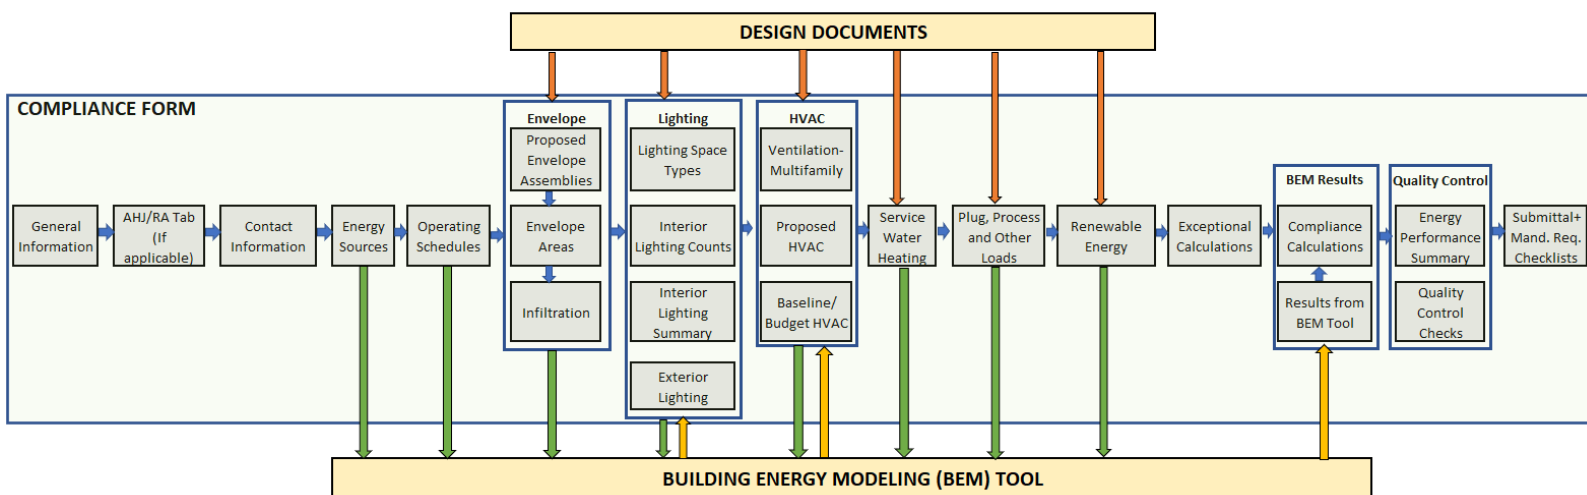 DESIGN DOCUMENTS
COMPLIANCE FORM
General
Information
AHJ/RA Tab
(If
applicable)
Contact
Information
Energy
Sources
Operating
Schedules
Envelope
Proposed
Envelope
Assemblies
Envelope
Areas
Infiltration
Lighting
Lighting Space
Types
Interior
Lighting Counts
Interior
Lighting
Summary
Exterior
Lighting
HVAC
Ventilation-
Multifamily
Proposed
HVAC
Baseline/
Budget HVAC
Service
Water
Heating
Plug, Process
and Other
Loads
Renewable
Energy
Exceptional
Calculations
BEM Results
Compliance
Calculations
Results from
BEM Tool
Quality Control
Energy
Performance
Summary
Quality
Control
Checks
Submittal+
Mand. Req.
Checklists
BUILDING ENERGY MODELING (BEM) TOOL